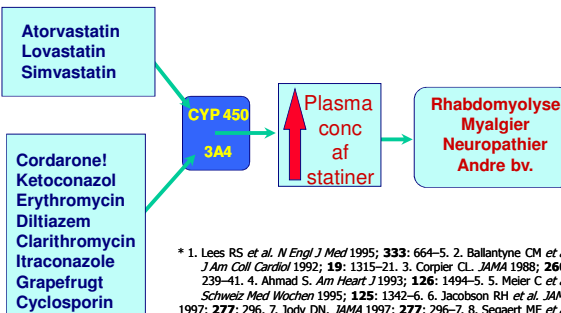 Atorvastatin
Lovastatin
Simvastatin
CYP 450
3A4
Plasma
conc
af
statiner
Rhabdomyolyse
Myalgier
Neuropathier
Andre bv.
Cordarone!
Ketoconazol
Erythromycin
Diltiazem
Clarithromycin
Itraconazole
Grapefrugt
Cyclosporin
* 1. Lees RS et al. N Engl J Med 1995; 333: 664–5. 2. Ballantyne CM et
J Am Coll Cardiol 1992; 19: 1315–21. 3. Corpier CL. JAMA 1988; 260
239–41. 4. Ahmad S. Am Heart J 1993; 126: 1494–5. 5. Meier C et
Schweiz Med Wochen 1995; 125: 1342–6. 6. Jacobson RH et al. JAM
1997; 277: 296. 7. Jody DN. JAMA 1997; 277: 296–7. 8. Segaert MF et